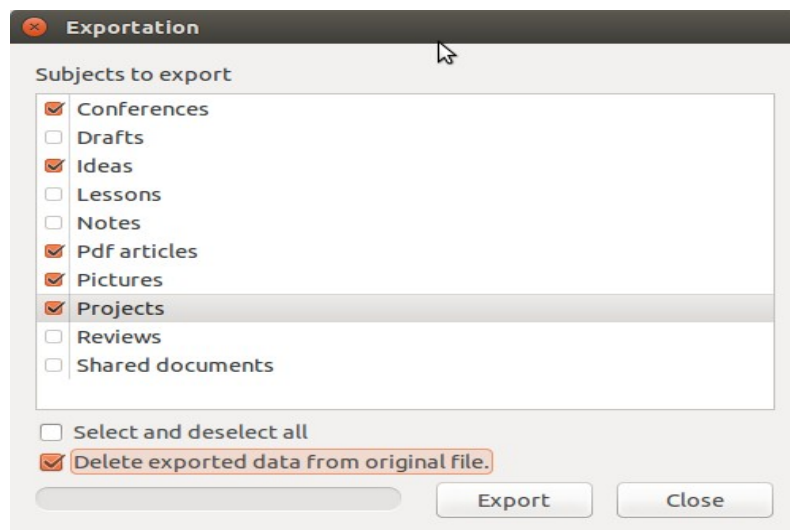 Exportation
Subjects to export
Conferences
Drafts
Ideas
Lessons
Notes
Pdf articles
Pictures
Projects
Reviews
Shared documents
Select and deselect all
Delete exported data from original file.
Export Close